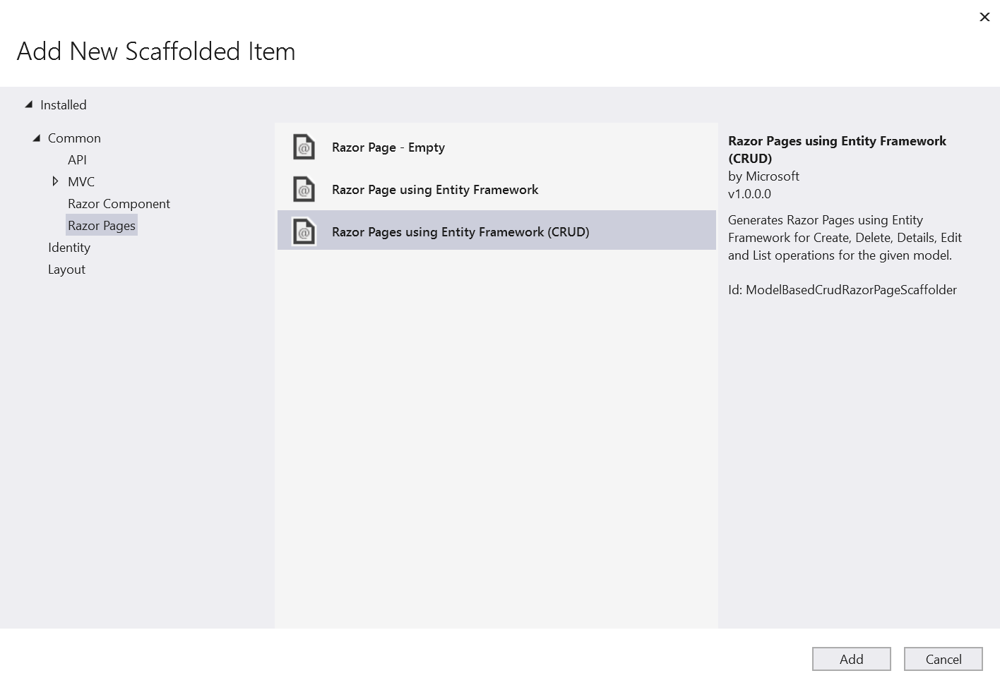 Add New Scaffolded Item
Installed
Common
API
MVC
Razor Component
Razor Pages
Identity
Layout
Razor Page - Empty
Razor Page using Entity Framework
Razor Pages using Entity Framework (CRUD)
Razor Pages using Entity Framework
(CRUD)
by Microsoft
v1.0.0.0
Generates Razor Pages using Entity
Framework for Create, Delete, Details, Edit
and List operations for the given model.
Id: ModelBasedCrudRazorPageScaffolder
Add
Cancel